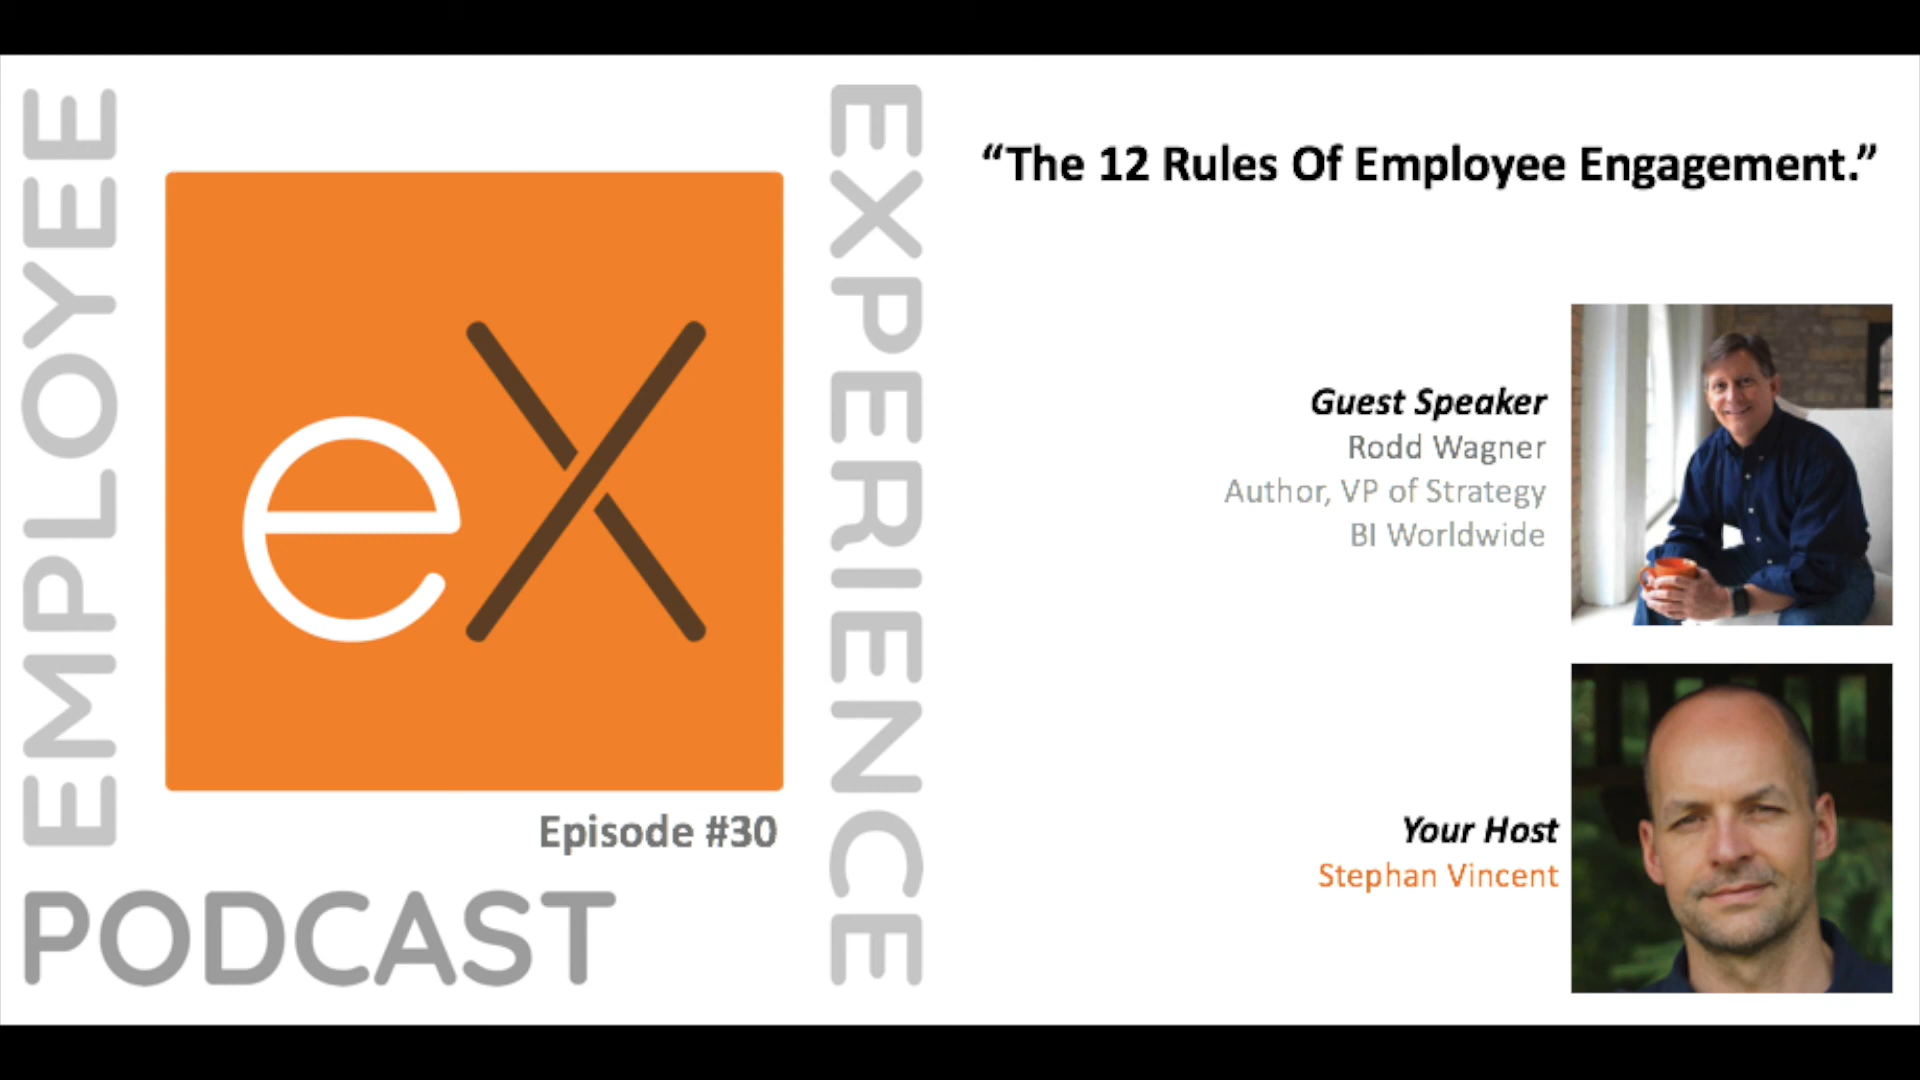 EMPLOYEE
EXPERIENCE
PODCAST
eX
Episode #30
“The 12 Rules Of Employee Engagement.”
Guest Speaker
Rodd Wagner
Author, VP of Strategy
BI Worldwide
Your Host
Stephan Vincent